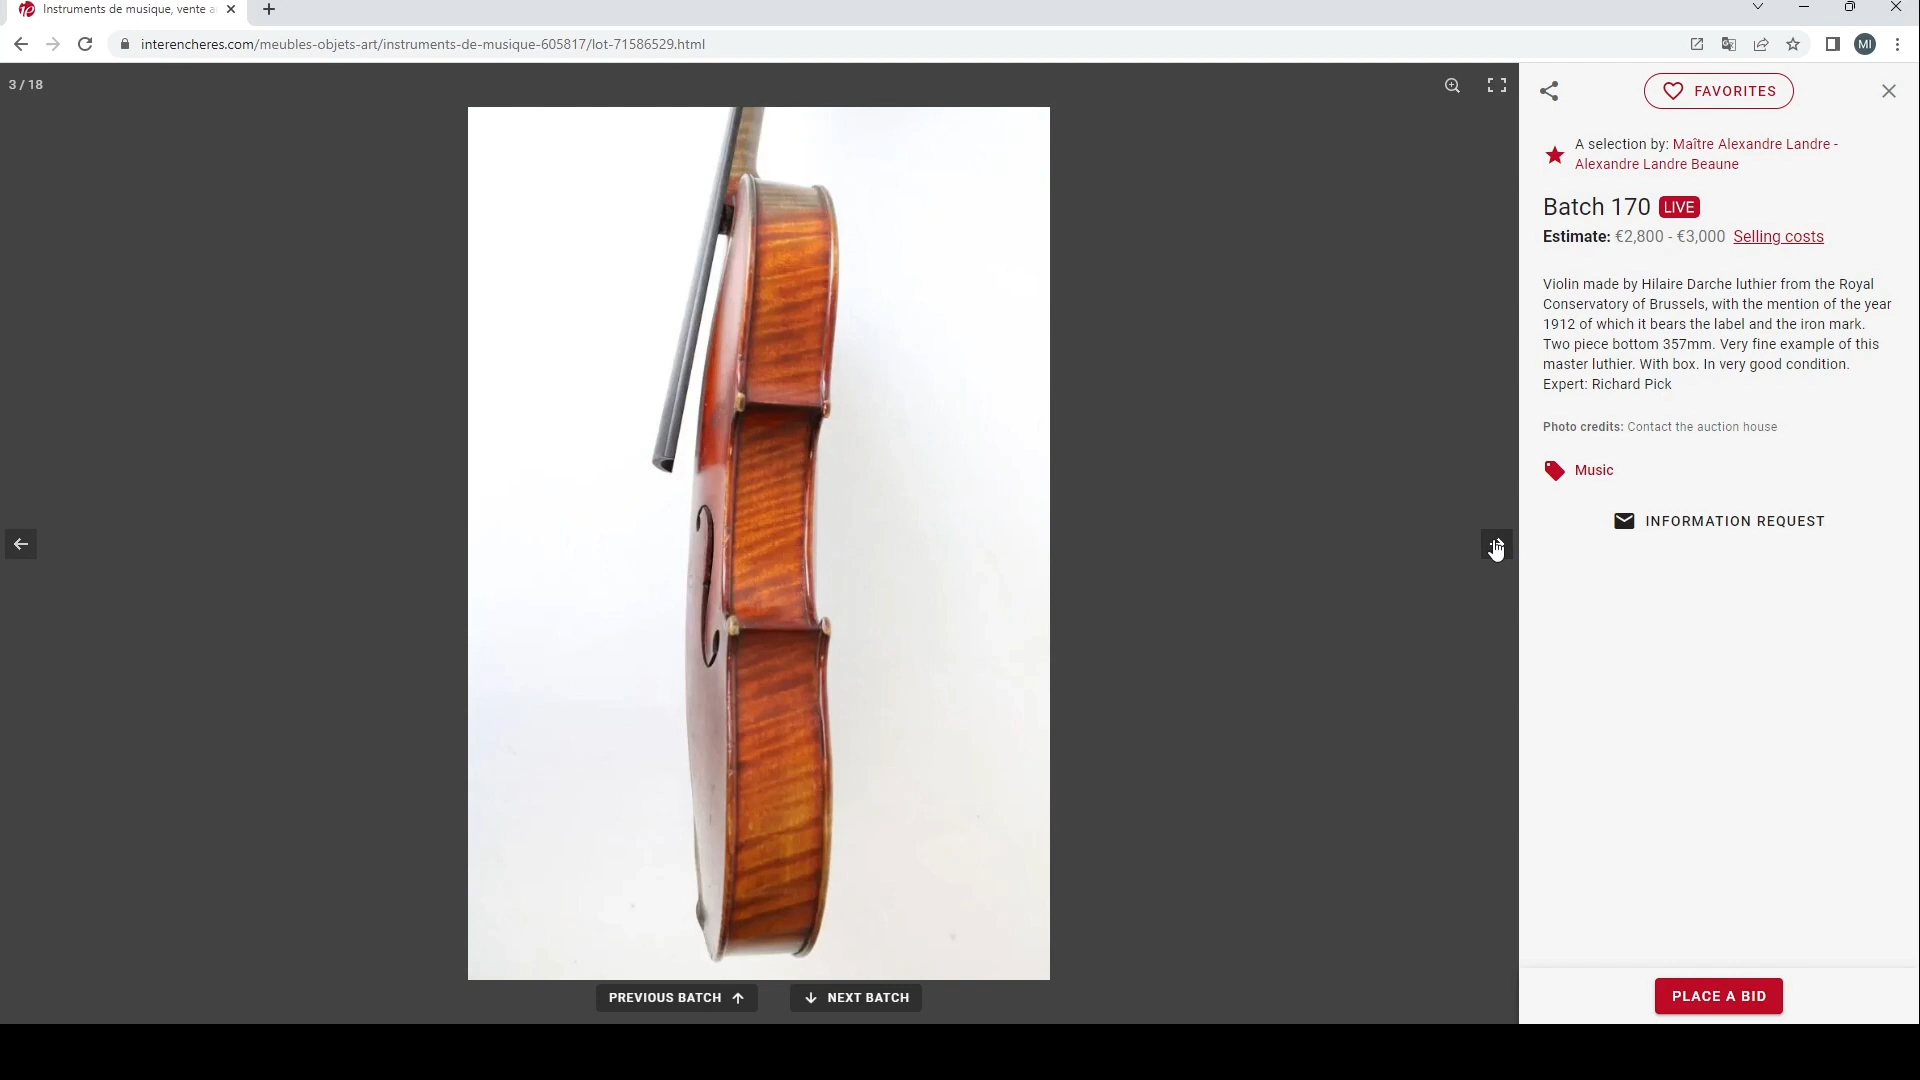 Instruments de musique, vente a
interencheres.com/meubles-objets-art/instruments-de-musique-605817/lot-71586529.html
MI
3 / 18
FAVORITES
A selection by: Maître Alexandre Landre -
Alexandre Landre Beaune
Batch 170 LIVE
Estimate: €2,800 - €3,000 Selling costs
Violin made by Hilaire Darche luthier from the Royal
Conservatory of Brussels, with the mention of the year
1912 of which it bears the label and the iron mark.
Two piece bottom 357mm. Very fine example of this
master luthier. With box. In very good condition.
Expert: Richard Pick
Photo credits: Contact the auction house
Music
INFORMATION REQUEST
PREVIOUS BATCH
NEXT BATCH
PLACE A BID